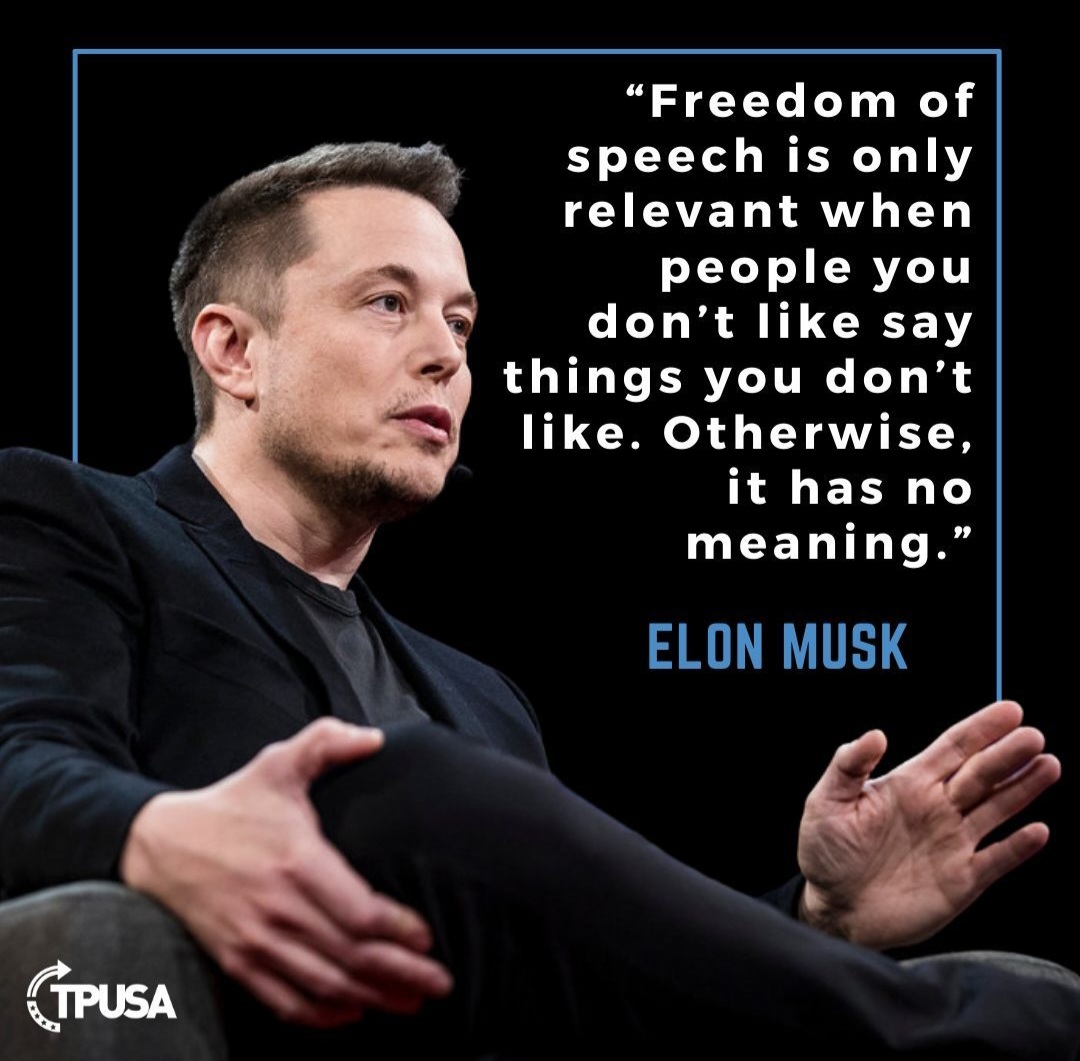 “Freedom of
speech is only
relevant when
people you
don’t like say
things you don’t
like. Otherwise,
it has no
meaning.”
ELON MUSK
TPUSA